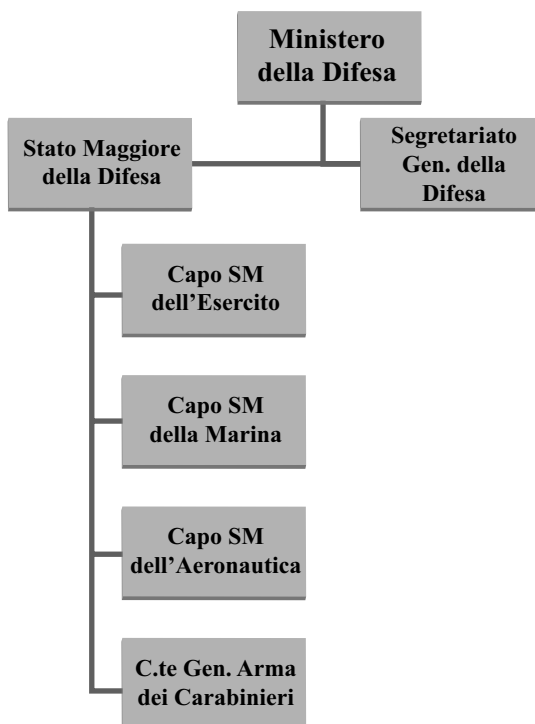 Ministero
della Difesa
Stato Maggiore
della Difesa
Segretariato
Gen. della
Difesa
Capo SM
dell’Esercito
Capo SM
della Marina
Capo SM
dell’Aeronautica
C.te Gen. Arma
dei Carabinieri